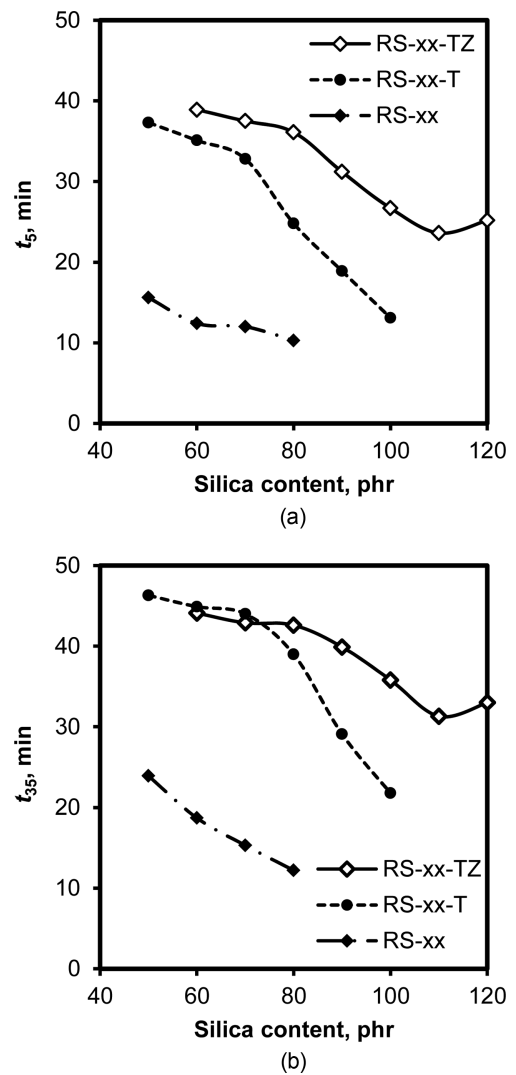 50
40
30
20
10
0
t5, min
RS-xx-TZ
RS-xx-T
RS-xx
40 60 80 100 120
Silica content, phr
(a)
50
40
30
20
10
0
t35, min
RS-xx-TZ
RS-xx-T
RS-xx
40 60 80 100 120
Silica content, phr
(b)